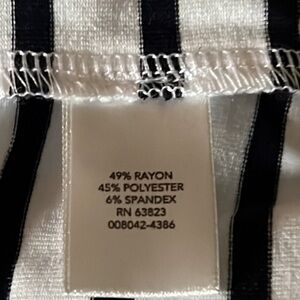 49% RAYON
45% POLYESTER
6% SPANDEX
RN 63823
008042-4386